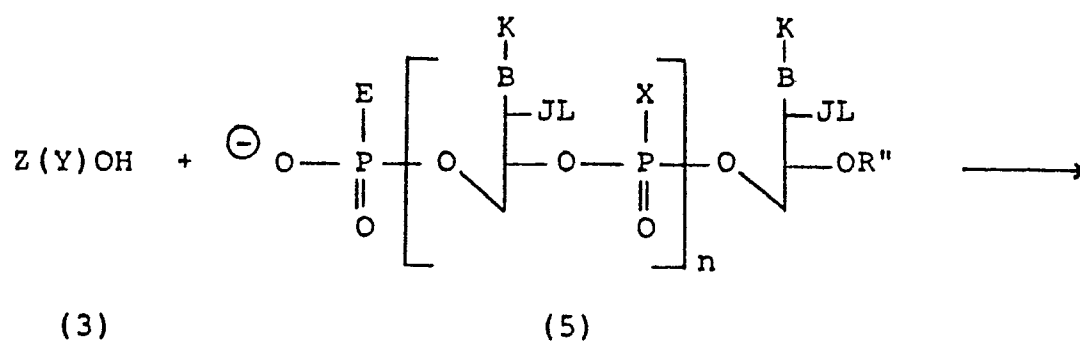 K K
B B
E JL X JL
Z(Y)OH + ⊖ O P O O P O OR"
O O
n
(3) (5)